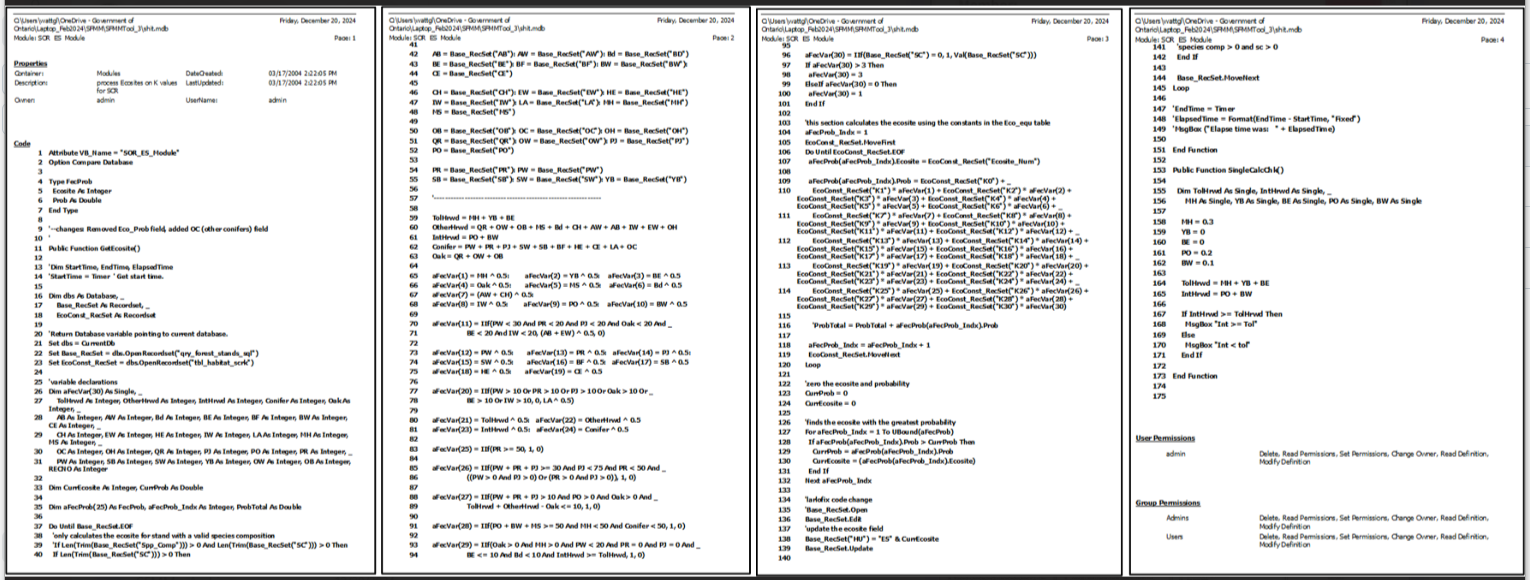 C:\Users\wattgl\OneDrive - Government of
Friday, December 20, 2024
Ontario\Laptop_Feb2024\SFMM\SFMMTool_3\shit.mdb
Module: SCR_ES_Module
Page: 1
Properties
Container: Modules DateCreated: 03/17/2004 2:22:05 PM
Description: process Ecosites on K values LastUpdated: 03/17/2004 2:22:05 PM
for SCR
Owner: admin UserName: admin
Code
1 Attribute VB_Name = "SCR_ES_Module"
2 Option Compare Database
3
4 Type FecProb
5 Ecosite As Integer
6 Prob As Double
7 End Type
8
9 '--changes Removed Eco_Prob field, added OC (other conifers) field
10 '
11 Public Function GetEcosite()
12
13 'Dim StartTime, EndTime, ElapsedTime
14 'StartTime = Timer ' Get start time.
15
16 Dim dbs As Database, _
17 Base_RecSet As Recordset, _
18 EcoConst_RecSet As Recordset
19
20 'Return Database variable pointing to current database.
21 Set dbs = CurrentDb
22 Set Base_RecSet = dbs.OpenRecordset("qry_forest_stands_sql")
23 Set EcoConst_RecSet = dbs.OpenRecordset("tbl_habitat_scrk")
24
25 'variable declarations
26 Dim aFecVar(30) As Single, _
27 TolHrwd As Integer, OtherHrwd As Integer, IntHrwd As Integer, Conifer As Integer, Oak As
Integer, _
28 AB As Integer, AW As Integer, Bd As Integer, BE As Integer, BF As Integer, BW As Integer,
CE As Integer, _
29 CH As Integer, EW As Integer, HE As Integer, IW As Integer, LA As Integer, MH As Integer,
MS As Integer, _
30 OC As Integer, OH As Integer, QR As Integer, PJ As Integer, PO As Integer, PR As Integer, _
31 PW As Integer, SB As Integer, SW As Integer, YB As Integer, OW As Integer, OB As Integer,
RECNO As Integer
32
33 Dim CurrEcosite As Integer, CurrProb As Double
34
35 Dim aFecProb(25) As FecProb, aFecProb_Indx As Integer, ProbTotal As Double
36
37 Do Until Base_RecSet.EOF
38 'only calculates the ecosite for stand with a valid species composition
39 'If Len(Trim(Base_RecSet("Spp_Comp"))) > 0 And Len(Trim(Base_RecSet("SC"))) > 0 Then
40 If Len(Trim(Base_RecSet("SC"))) > 0 Then
C:\Users\wattgl\OneDrive - Government of
Friday, December 20, 2024
Ontario\Laptop_Feb2024\SFMM\SFMMTool_3\shit.mdb
Module: SCR_ES_Module
Page: 2
41
42 AB = Base_RecSet("AB"): AW = Base_RecSet("AW"): Bd = Base_RecSet("BD")
43 BE = Base_RecSet("BE"): BF = Base_RecSet("BF"): BW = Base_RecSet("BW"):
44 CE = Base_RecSet("CE")
45
46 CH = Base_RecSet("CH"): EW = Base_RecSet("EW"): HE = Base_RecSet("HE")
47 IW = Base_RecSet("IW"): LA = Base_RecSet("LA"): MH = Base_RecSet("MH")
48 MS = Base_RecSet("MS")
49
50 OB = Base_RecSet("OB"): OC = Base_RecSet("OC"): OH = Base_RecSet("OH")
51 QR = Base_RecSet("QR"): OW = Base_RecSet("OW"): PJ = Base_RecSet("PJ")
52 PO = Base_RecSet("PO")
53
54 PR = Base_RecSet("PR"): PW = Base_RecSet("PW")
55 SB = Base_RecSet("SB"): SW = Base_RecSet("SW"): YB = Base_RecSet("YB")
56
57 '--------------------------------------------------
58
59 TolHrwd = MH + YB + BE
60 OtherHrwd = QR + OW + OB + MS + Bd + CH + AW + AB + IW + EW + OH
61 IntHrwd = PO + BW
62 Conifer = PW + PR + PJ + SW + SB + BF + HE + CE + LA + OC
63 Oak = QR + OW + OB
64
65 aFecVar(1) = MH ^ 0.5: aFecVar(2) = YB ^ 0.5: aFecVar(3) = BE ^ 0.5
66 aFecVar(4) = Oak ^ 0.5: aFecVar(5) = MS ^ 0.5: aFecVar(6) = Bd ^ 0.5
67 aFecVar(7) = (AW + CH) ^ 0.5
68 aFecVar(8) = IW ^ 0.5: aFecVar(9) = PO ^ 0.5: aFecVar(10) = BW ^ 0.5
69
70 aFecVar(11) = IIf(PW < 30 And PR < 20 And PJ < 20 And Oak < 20 And _
71 BE < 20 And IW < 20, (AB + EW) ^ 0.5, 0)
72
73 aFecVar(12) = PW ^ 0.5: aFecVar(13) = PR ^ 0.5: aFecVar(14) = PJ ^ 0.5:
74 aFecVar(15) = SW ^ 0.5: aFecVar(16) = BF ^ 0.5: aFecVar(17) = SB ^ 0.5
75 aFecVar(18) = HE ^ 0.5: aFecVar(19) = CE ^ 0.5
76
77 aFecVar(20) = IIf(PW > 10 Or PR > 10 Or PJ > 10 Or Oak > 10 Or _
78 BE > 10 Or IW > 10, 0, LA ^ 0.5)
79
80 aFecVar(21) = TolHrwd ^ 0.5: aFecVar(22) = OtherHrwd ^ 0.5
81 aFecVar(23) = IntHrwd ^ 0.5: aFecVar(24) = Conifer ^ 0.5
82
83 aFecVar(25) = IIf(PR >= 50, 1, 0)
84
85 aFecVar(26) = IIf(PW + PR + PJ >= 30 And PJ < 75 And PR < 50 And _
86 ((PW > 0 And PJ > 0) Or (PR > 0 And PJ > 0)), 1, 0)
87
88 aFecVar(27) = IIf(PW + PR + PJ > 10 And PO > 0 And Oak > 0 And _
89 TolHrwd + OtherHrwd - Oak <= 10, 1, 0)
90
91 aFecVar(28) = IIf(PO + BW + MS >= 50 And MH < 50 And Conifer < 50, 1, 0)
92
93 aFecVar(29) = IIf(Oak > 0 And MH > 0 And PW < 20 And PR = 0 And PJ = 0 And _
94 BE <= 10 And Bd < 10 And IntHrwd >= TolHrwd, 1, 0)
C:\Users\wattgl\OneDrive - Government of
Friday, December 20, 2024
Ontario\Laptop_Feb2024\SFMM\SFMMTool_3\shit.mdb
Module: SCR_ES_Module
Page: 3
95
96 aFecVar(30) = IIf(Base_RecSet("SC") = 0, 1, Val(Base_RecSet("SC")))
97 If aFecVar(30) > 3 Then
98 aFecVar(30) = 3
99 ElseIf aFecVar(30) = 0 Then
100 aFecVar(30) = 1
101 End If
102
103 'this section calculates the ecosite using the constants in the Eco_equ table
104 aFecProb_Indx = 1
105 EcoConst_RecSet.MoveFirst
106 Do Until EcoConst_RecSet.EOF
107 aFecProb(aFecProb_Indx).Ecosite = EcoConst_RecSet("Ecosite_Num")
108
109 aFecProb(aFecProb_Indx).Prob = EcoConst_RecSet("K0") + _
110 EcoConst_RecSet("K1") * aFecVar(1) + EcoConst_RecSet("K2") * aFecVar(2) +
EcoConst_RecSet("K3") * aFecVar(3) + EcoConst_RecSet("K4") * aFecVar(4) +
EcoConst_RecSet("K5") * aFecVar(5) + EcoConst_RecSet("K6") * aFecVar(6) + _
111 EcoConst_RecSet("K7") * aFecVar(7) + EcoConst_RecSet("K8") * aFecVar(8) +
EcoConst_RecSet("K9") * aFecVar(9) + EcoConst_RecSet("K10") * aFecVar(10) +
EcoConst_RecSet("K11") * aFecVar(11) + EcoConst_RecSet("K12") * aFecVar(12) + _
112 EcoConst_RecSet("K13") * aFecVar(13) + EcoConst_RecSet("K14") * aFecVar(14) +
EcoConst_RecSet("K15") * aFecVar(15) + EcoConst_RecSet("K16") * aFecVar(16) +
EcoConst_RecSet("K17") * aFecVar(17) + EcoConst_RecSet("K18") * aFecVar(18) + _
113 EcoConst_RecSet("K19") * aFecVar(19) + EcoConst_RecSet("K20") * aFecVar(20) +
EcoConst_RecSet("K21") * aFecVar(21) + EcoConst_RecSet("K22") * aFecVar(22) +
EcoConst_RecSet("K23") * aFecVar(23) + EcoConst_RecSet("K24") * aFecVar(24) + _
114 EcoConst_RecSet("K25") * aFecVar(25) + EcoConst_RecSet("K26") * aFecVar(26) +
EcoConst_RecSet("K27") * aFecVar(27) + EcoConst_RecSet("K28") * aFecVar(28) +
EcoConst_RecSet("K29") * aFecVar(29) + EcoConst_RecSet("K30") * aFecVar(30)
115
116 'ProbTotal = ProbTotal + aFecProb(aFecProb_Indx).Prob
117
118 aFecProb_Indx = aFecProb_Indx + 1
119 EcoConst_RecSet.MoveNext
120 Loop
121
122 'zero the ecosite and probability
123 CurrProb = 0
124 CurrEcosite = 0
125
126 'finds the ecosite with the greatest probability
127 For aFecProb_Indx = 1 To UBound(aFecProb)
128 If aFecProb(aFecProb_Indx).Prob > CurrProb Then
129 CurrProb = aFecProb(aFecProb_Indx).Prob
130 CurrEcosite = (aFecProb(aFecProb_Indx).Ecosite)
131 End If
132 Next aFecProb_Indx
133
134 'larlofix code change
135 'Base_RecSet.Open
136 Base_RecSet.Edit
137 'update the ecosite field
138 Base_RecSet("HU") = "ES" & CurrEcosite
139 Base_RecSet.Update
140
C:\Users\wattgl\OneDrive - Government of
Friday, December 20, 2024
Ontario\Laptop_Feb2024\SFMM\SFMMTool_3\shit.mdb
Module: SCR_ES_Module
Page: 4
141 'species comp > 0 and sc > 0
142 End If
143
144 Base_RecSet.MoveNext
145 Loop
146
147 'EndTime = Timer
148 'ElapsedTime = Format(EndTime - StartTime, "Fixed")
149 'MsgBox ("Elapse time was: " + ElapsedTime)
150
151 End Function
152
153 Public Function SingleCalcChk()
154
155 Dim TolHrwd As Single, IntHrwd As Single, _
156 MH As Single, YB As Single, BE As Single, PO As Single, BW As Single
157
158 MH = 0.3
159 YB = 0
160 BE = 0
161 PO = 0.2
162 BW = 0.1
163
164 TolHrwd = MH + YB + BE
165 IntHrwd = PO + BW
166
167 If IntHrwd >= TolHrwd Then
168 MsgBox "Int >= Tol"
169 Else
170 MsgBox "Int < tol"
171 End If
172
173 End Function
174
175
User Permissions
admin Delete, Read Permissions, Set Permissions, Change Owner, Read Definition,
Modify Definition
Group Permissions
Admins Delete, Read Permissions, Set Permissions, Change Owner, Read Definition,
Modify Definition
Users Delete, Read Permissions, Set Permissions, Change Owner, Read Definition,
Modify Definition